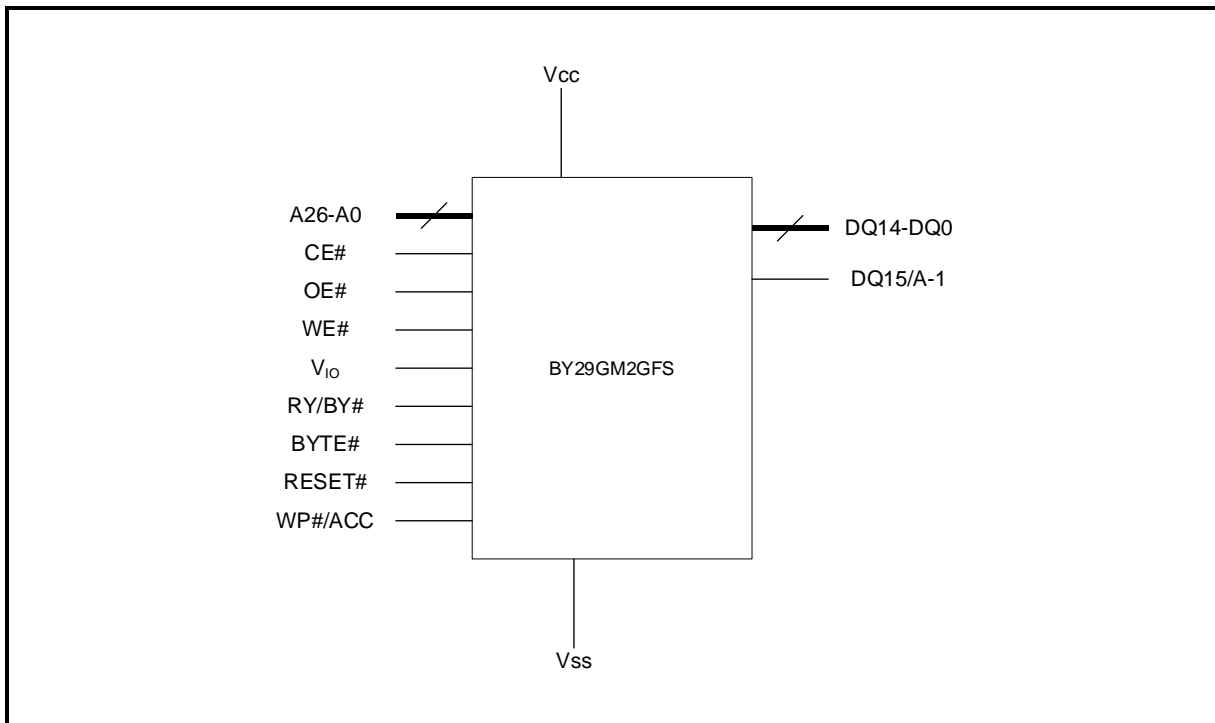 Vcc
A26-A0
CE#
OE#
WE#
VIO
RY/BY#
BYTE#
RESET#
WP#/ACC
BY29GM2GFS
DQ14-DQ0
DQ15/A-1
Vss